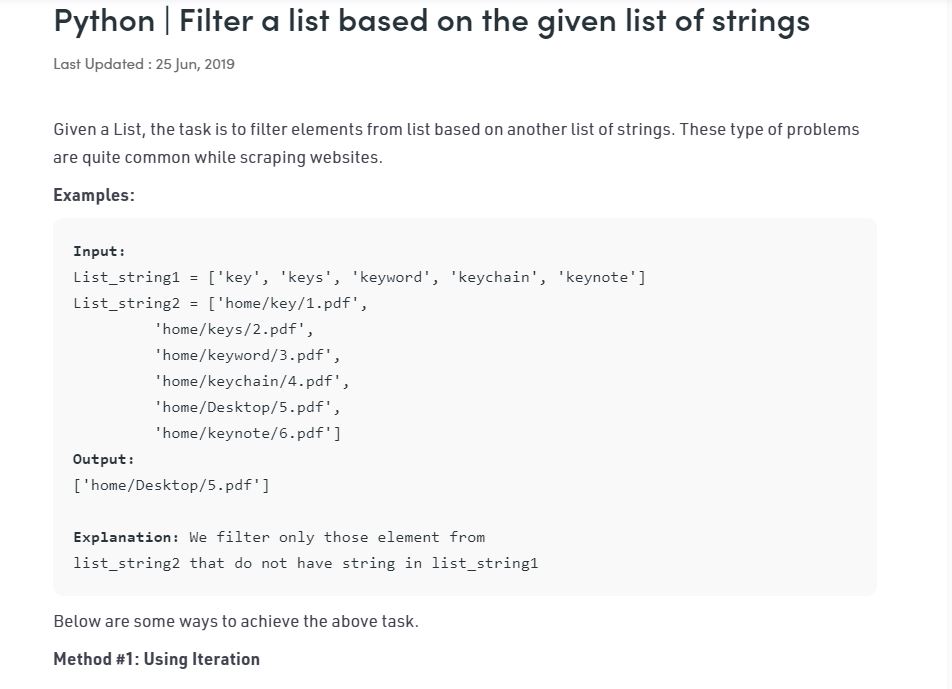 Python | Filter a list based on the given list of strings
Last Updated : 25 Jun, 2019
Given a List, the task is to filter elements from list based on another list of strings. These type of problems
are quite common while scraping websites.
Examples:
Input:
List_string1 = ['key', 'keys', 'keyword', 'keychain', 'keynote']
List_string2 = ['home/key/1.pdf',
'home/keys/2.pdf',
'home/keyword/3.pdf',
'home/keychain/4.pdf',
'home/Desktop/5.pdf',
'home/keynote/6.pdf']
Output:
['home/Desktop/5.pdf']
Explanation: We filter only those element from
list_string2 that do not have string in list_string1
Below are some ways to achieve the above task.
Method #1: Using Iteration